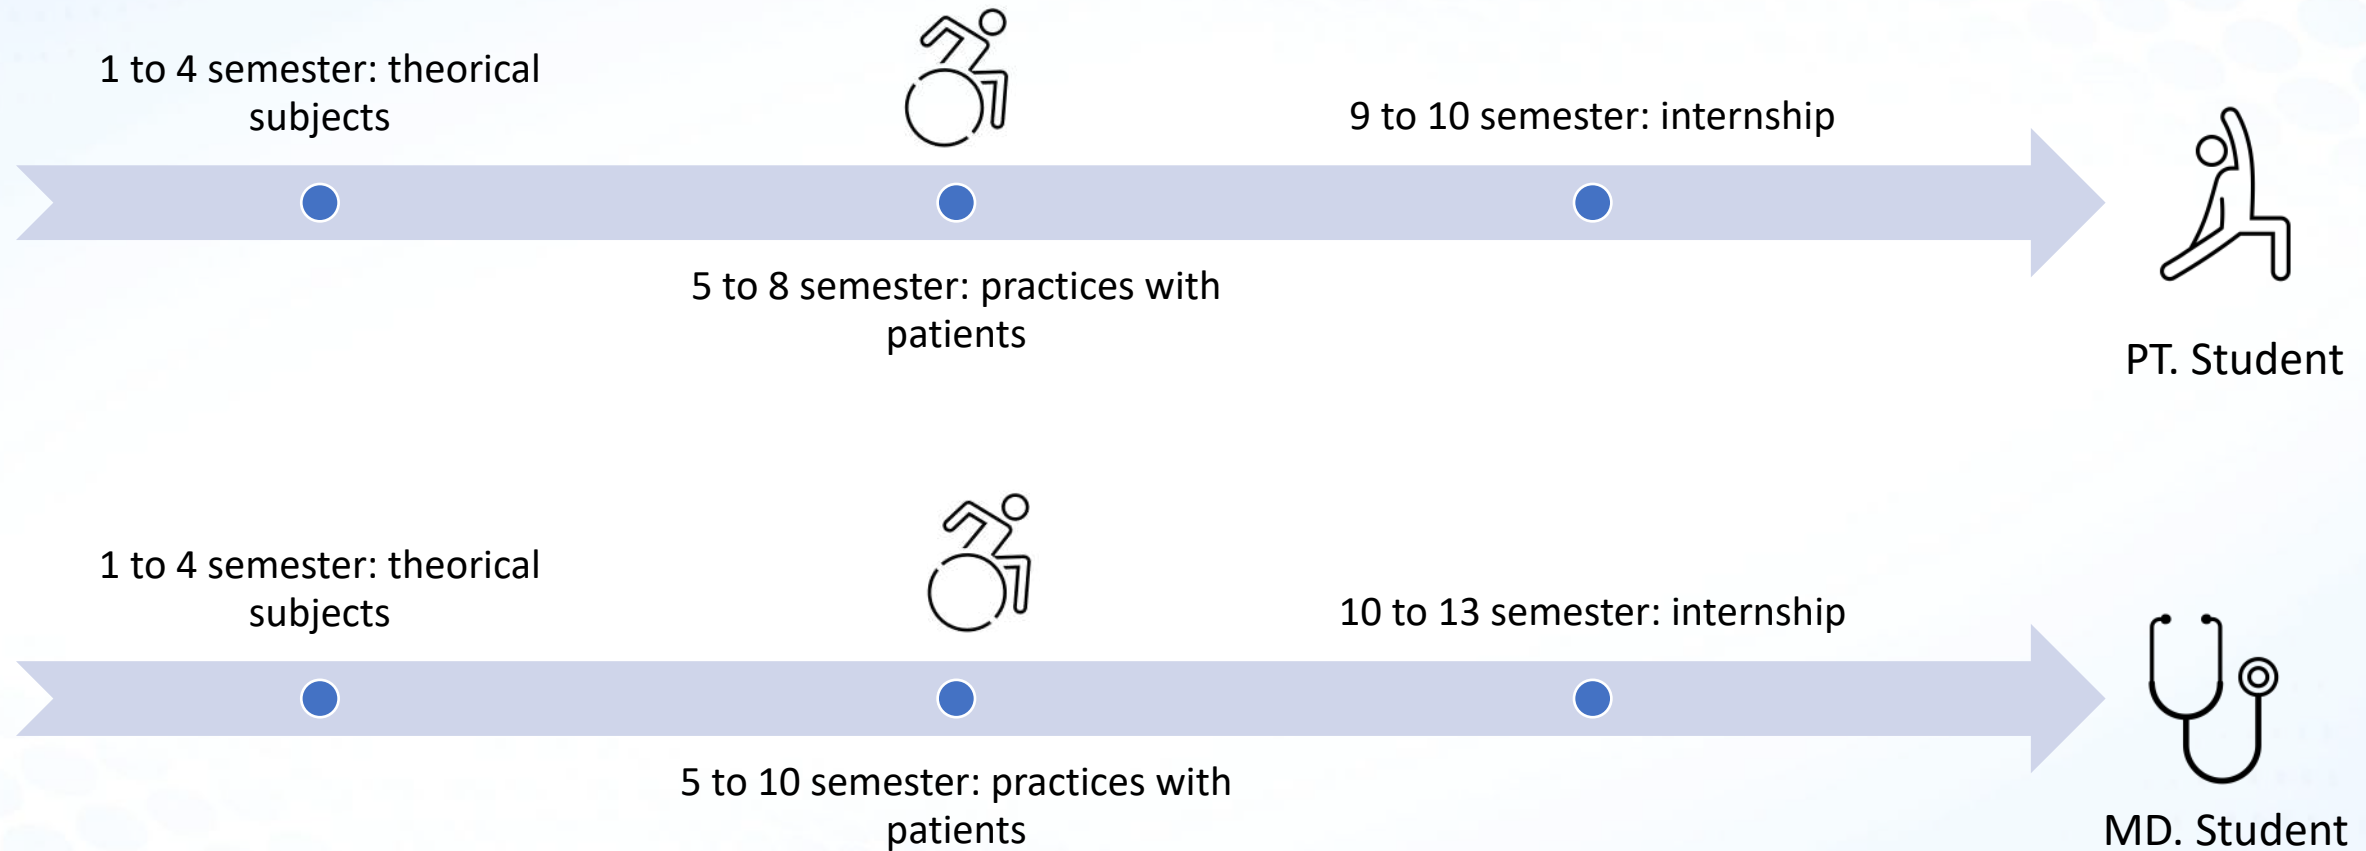 1 to 4 semester: theorical
subjects
9 to 10 semester: internship
5 to 8 semester: practices with
patients
PT. Student
1 to 4 semester: theorical
subjects
10 to 13 semester: internship
5 to 10 semester: practices with
patients
MD. Student